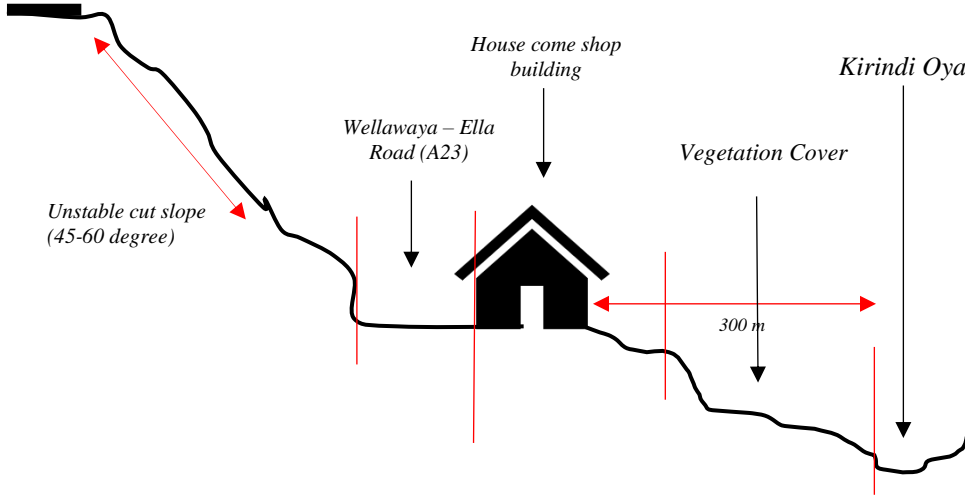 House come shop
building
Kirindi Oya
Wellawaya – Ella
Road (A23)
Vegetation Cover
Unstable cut slope
(45-60 degree)
300 m